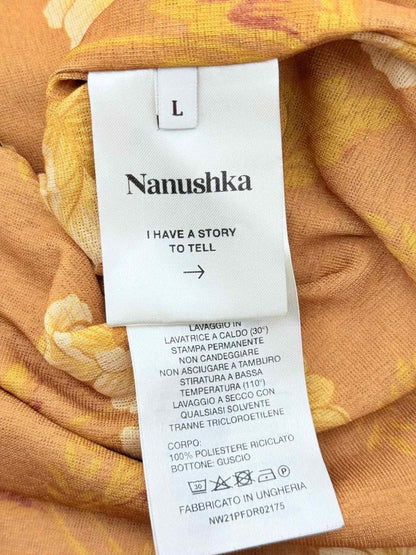 L
Nanushka
I HAVE A STORY
TO TELL
→
LAVAGGIO IN
LAVATRICE A CALDO (30°)
STAMPA PERMANENTE
NON CANDEGGIARE
NON ASCIUGARE A TAMBURO
STIRATURA A BASSA
TEMPERATURA (110°)
LAVAGGIO A SECCO CON
QUALSIASI SOLVENTE
TRANNE TRICLOROETILENE
CORPO:
100% POLIESTERE RICICLATO
BOTTONE: GUSCIO
30 P
FABBRICATO IN UNGHERIA
NW21PFDR02175